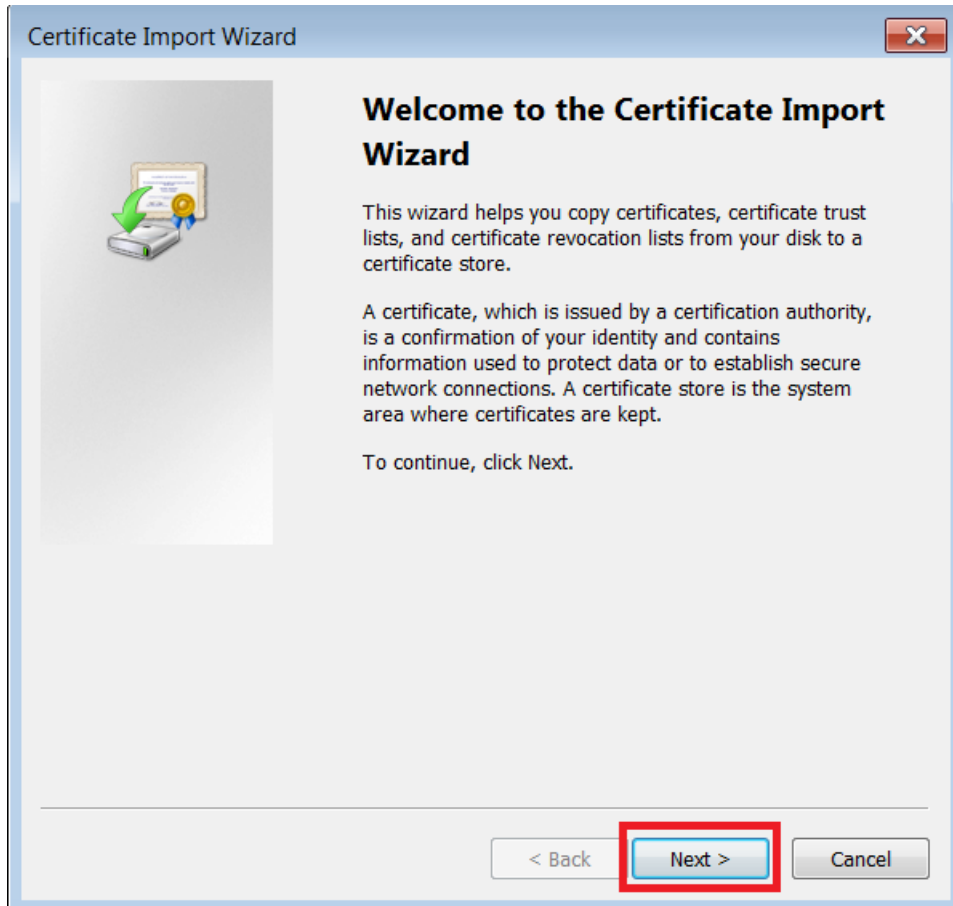 Certificate Import Wizard
Welcome to the Certificate Import
Wizard
This wizard helps you copy certificates, certificate trust
lists, and certificate revocation lists from your disk to a
certificate store.
A certificate, which is issued by a certification authority,
is a confirmation of your identity and contains
information used to protect data or to establish secure
network connections. A certificate store is the system
area where certificates are kept.
To continue, click Next.
< Back Next > Cancel